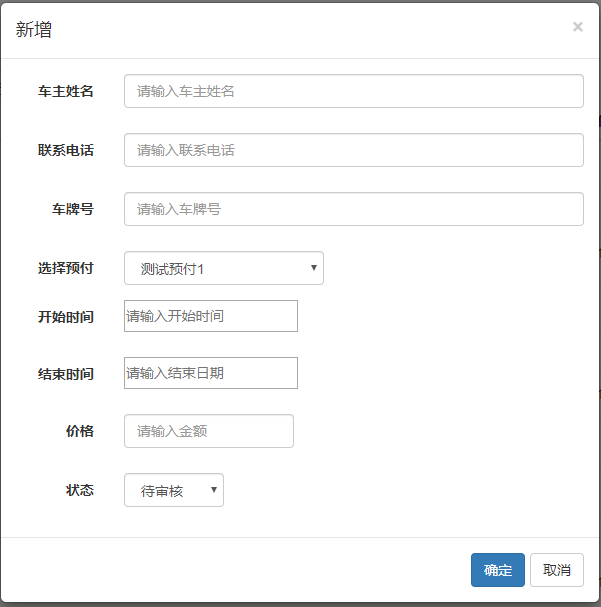 新增 ×
车主姓名 请输入车主姓名
联系电话 请输入联系电话
车牌号 请输入车牌号
选择预付 测试预付1
开始时间 请输入开始时间
结束时间 请输入结束日期
价格 请输入金额
状态 待审核
确定 取消